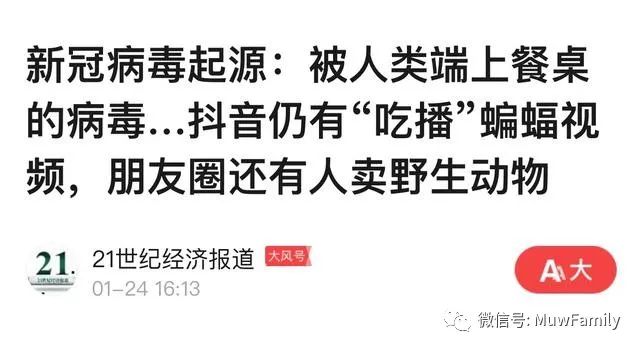 新冠病毒起源：被人类端上餐桌
的病毒...抖音仍有“吃播”蝙蝠视
频，朋友圈还有人卖野生动物
21
21世纪经济报道 大风号
01-24 16:13
AA 大
微信号: MuwFamily